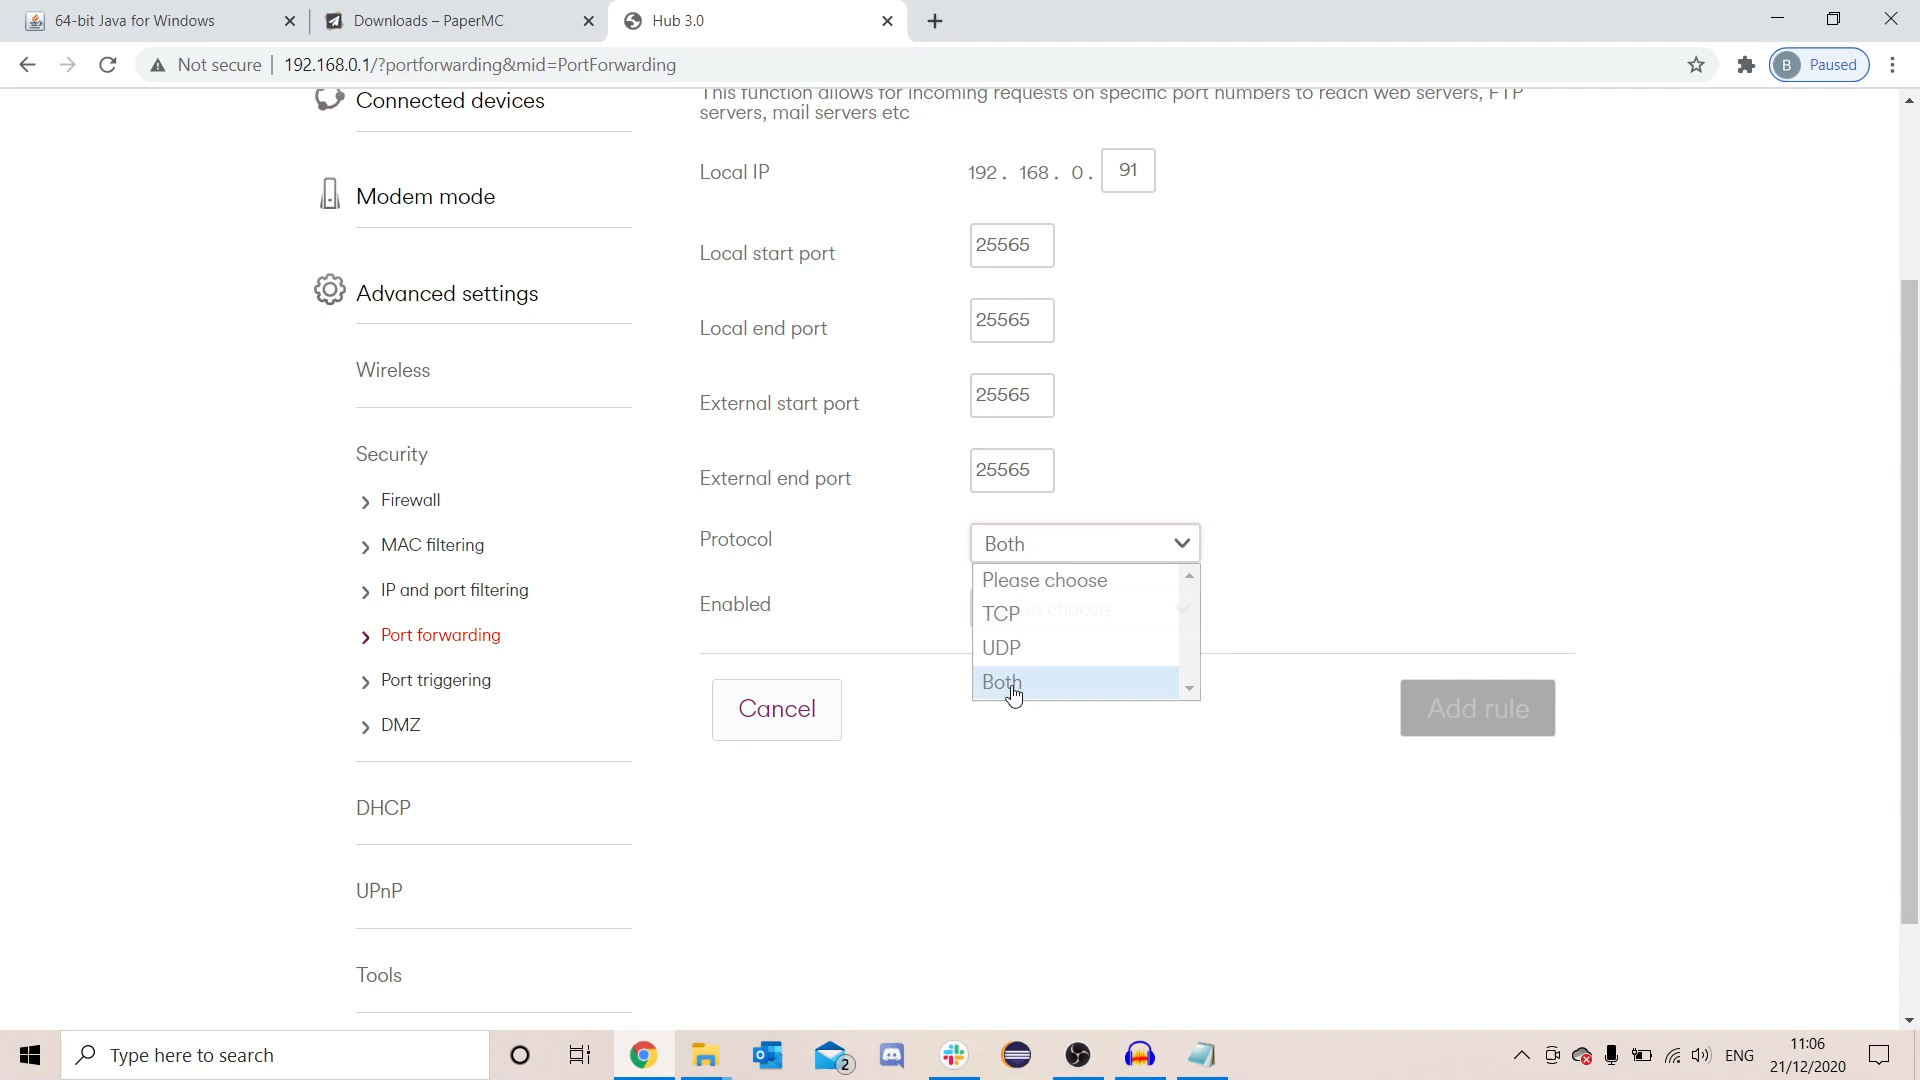 64-bit Java for Windows
Downloads – PaperMC
Hub 3.0
Not secure
192.168.0.1/?portforwarding&mid=PortForwarding
B
Paused
Connected devices
Modem mode
Advanced settings
Wireless
Security
Firewall
MAC filtering
IP and port filtering
Port forwarding
Port triggering
DMZ
DHCP
UPnP
Tools
This function allows for incoming requests on specific port numbers to reach web servers, FTP
servers, mail servers etc
Local IP
192 . 168 . 0 . 91
Local start port
25565
Local end port
25565
External start port
25565
External end port
25565
Protocol
Both
Please choose
TCP
UDP
Both
Enabled
Cancel
Add rule
Type here to search
2
ENG
11:06
21/12/2020